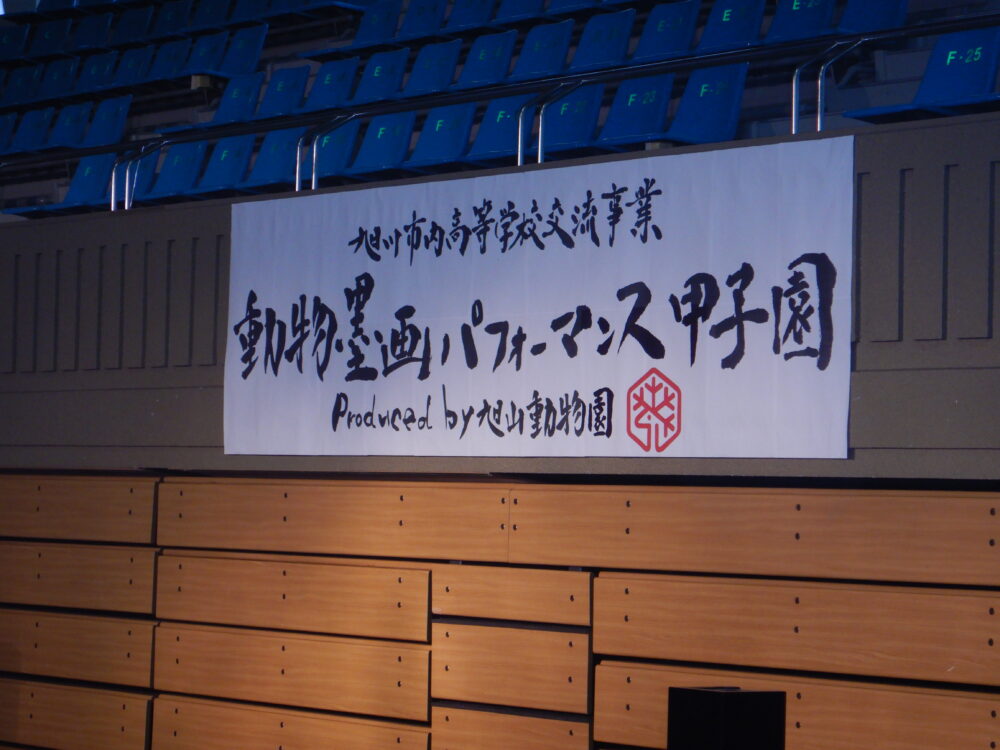 F-25
旭川市内高等学校交流事業
動物墨画パフォーマンス甲子園
Produced by 旭山動物園